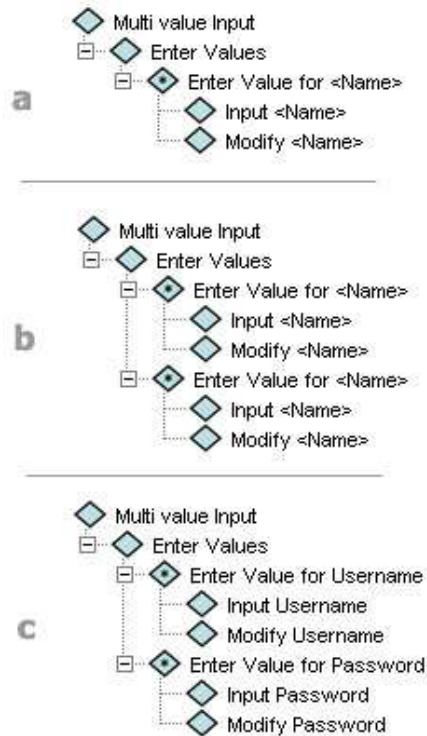 Multi value Input
Enter Values
Enter Value for <Name>
a
Input <Name>
Modify <Name>
Multi value Input
Enter Values
Enter Value for <Name>
Input <Name>
b
Modify <Name>
Enter Value for <Name>
Input <Name>
Modify <Name>
Multi value Input
Enter Values
Enter Value for Username
Input Username
c
Modify Username
Enter Value for Password
Input Password
Modify Password